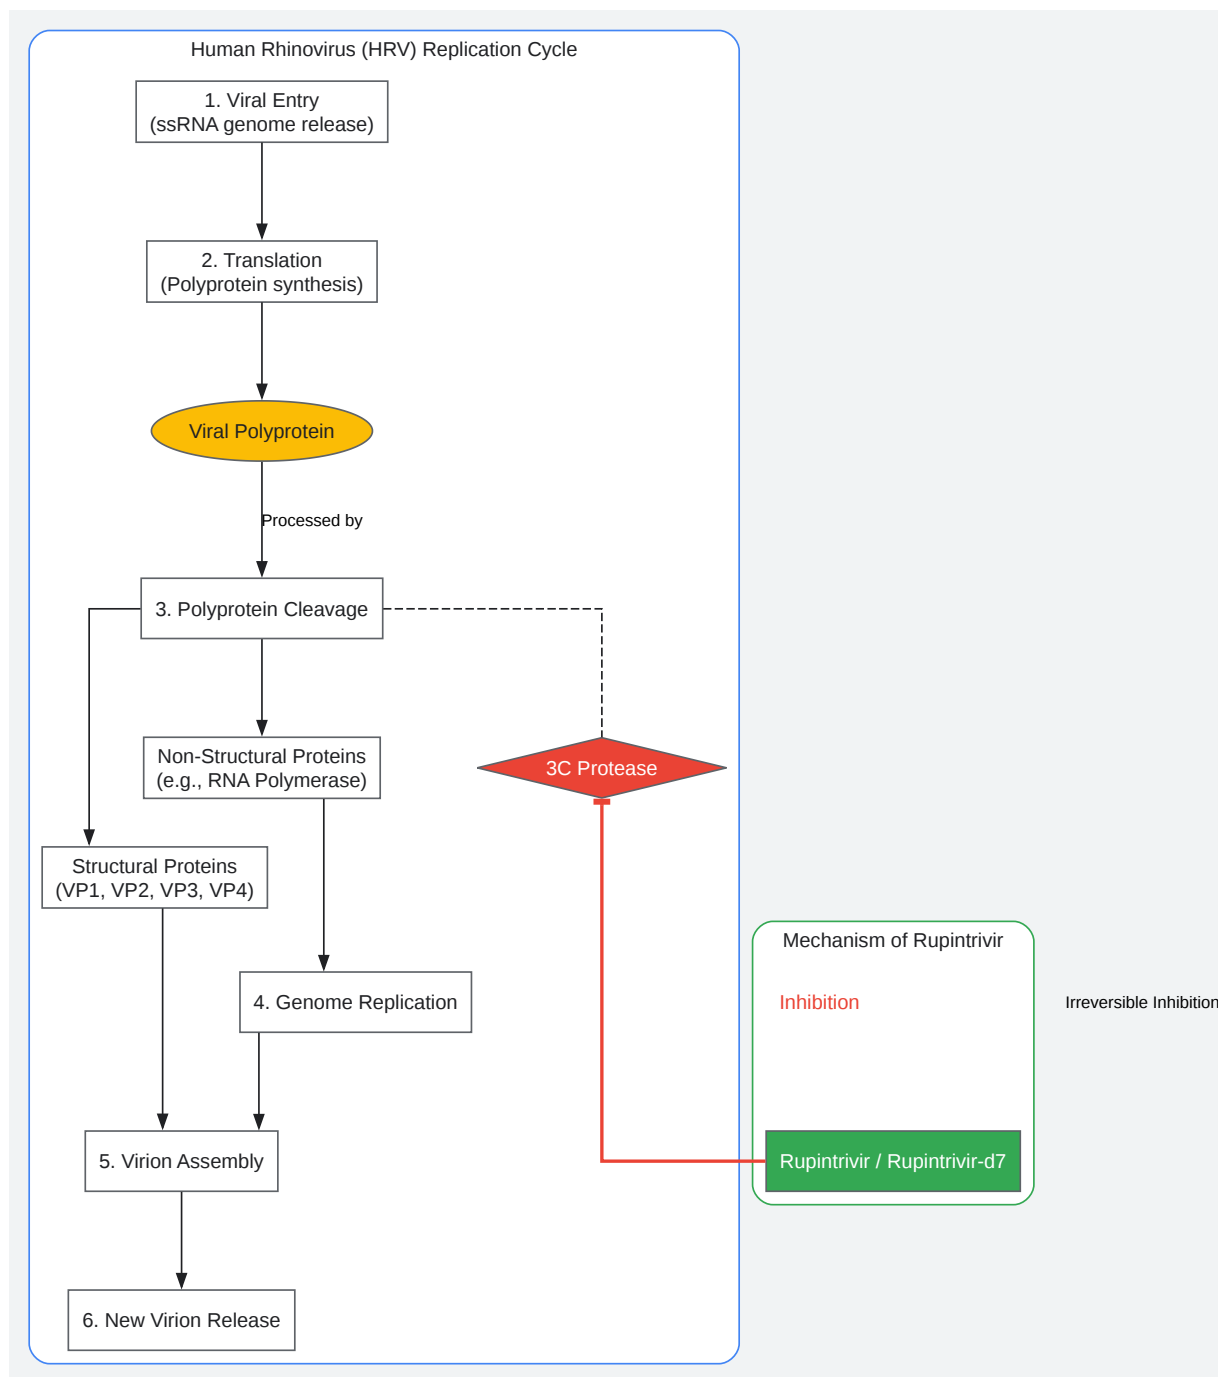 Human Rhinovirus (HRV) Replication Cycle
1. Viral Entry
(ssRNA genome release)
2. Translation
(Polyprotein synthesis)
Viral Polyprotein
Processed by
3. Polyprotein Cleavage
Non-Structural Proteins
(e.g., RNA Polymerase)
3C Protease
Structural Proteins
(VP1, VP2, VP3, VP4)
4. Genome Replication
5. Virion Assembly
6. New Virion Release
Mechanism of Rupintrivir
Inhibition
Irreversible Inhibition
Rupintrivir / Rupintrivir-d7